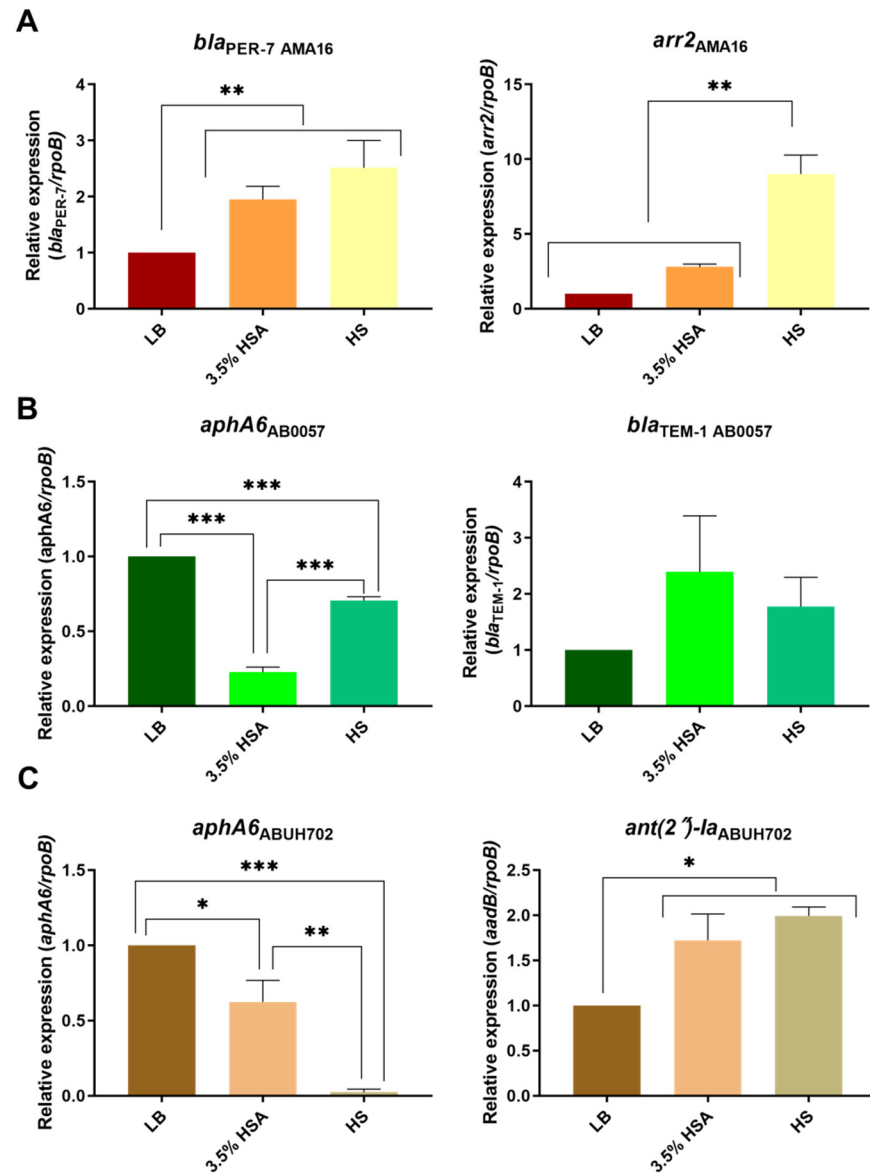 A
blaPER-7 AMA16
Relative expression
(blaPER-7/rpoB)
4
3
2
1
0
**
LB
3.5% HSA
HS
arr2AMA16
Relative expression (arr2/rpoB)
15
10
5
0
**
LB
3.5% HSA
HS
B
aphA6AB0057
Relative expression (aphA6/rpoB)
1.5
1.0
0.5
0.0
***
***
***
LB
3.5% HSA
HS
blaTEM-1 AB0057
Relative expression
(blaTEM-1/rpoB)
4
3
2
1
0
LB
3.5% HSA
HS
C
aphA6ABUH702
Relative expression (aphA6/rpoB)
1.5
1.0
0.5
0.0
***
*
**
LB
3.5% HSA
HS
ant(2″)-IaABUH702
Relative expression (aadB/rpoB)
2.5
2.0
1.5
1.0
0.5
0.0
*
LB
3.5% HSA
HS